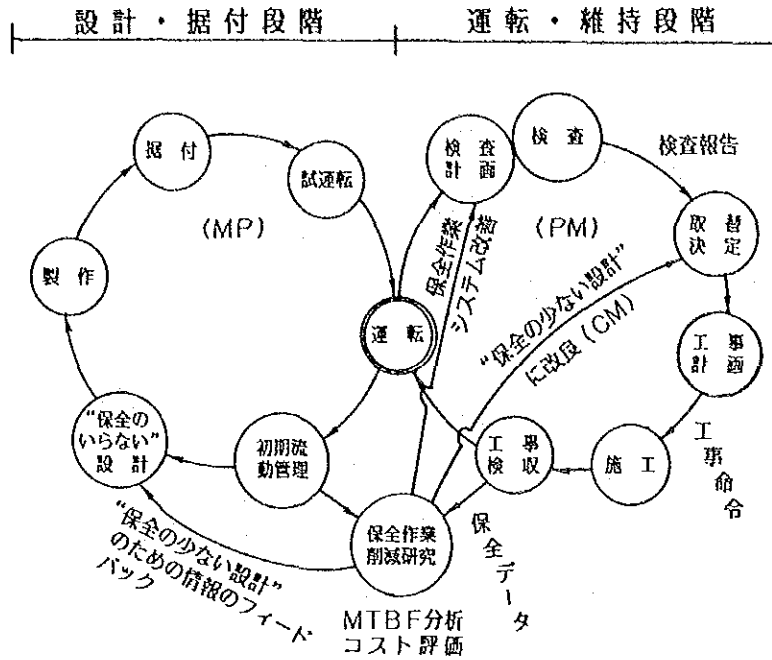 設計・据付段階
運転・維持段階
据付
試運転
(MP)
製作
運転
"保全の
いらない"
設計
初期流
動管理
保全作業
削減研究
"保全の少ない設計"
のための情報のフィード
バック
MTBF分析
コスト評価
検査
計画
検査
検査報告
(PM)
取替
決定
工事
計画
工事命令
施工
工事
検収
保全データ
保全作業
システム改善
"保全の少ない設計"
に改良(CM)